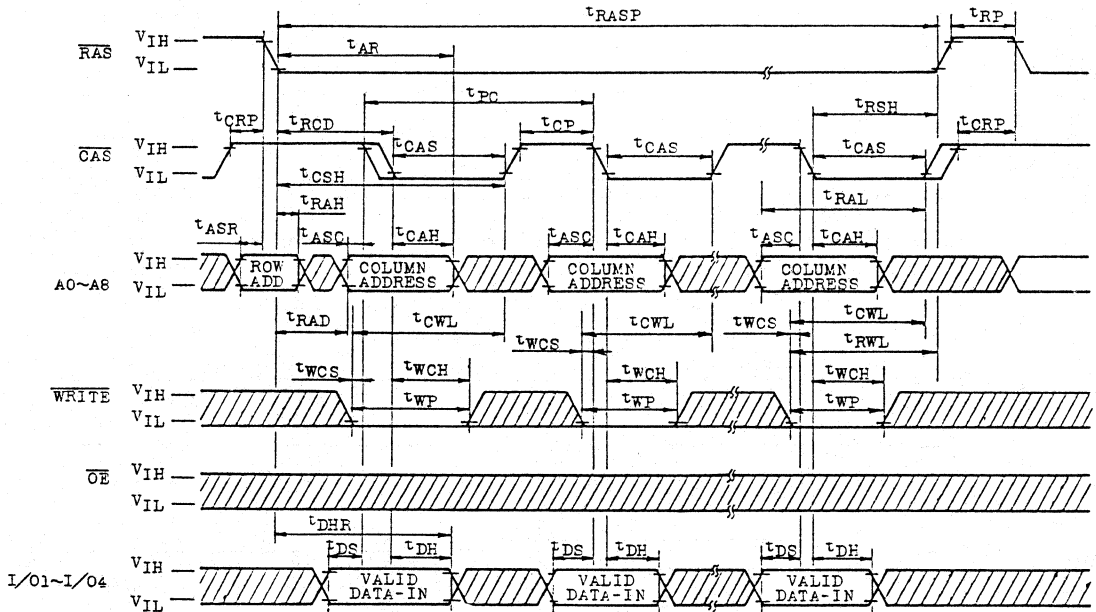 tRASP
tRP
tAR
RAS
VIH
VIL
tPC
tCRP
tRCD
tCP
tRSH
tCRP
CAS
VIH
VIL
tCAS
tCAS
tCAS
tCSH
tRAH
tRAL
tASR
tASC
tCAH
tASC
tCAH
tASC
tCAH
A0~A8
VIH
VIL
ROW ADD
COLUMN ADDRESS
COLUMN ADDRESS
COLUMN ADDRESS
tRAD
tCWL
tCWL
tWCS
tCWL
tWCS
tRWL
tWCS
tWCH
tWCH
tWCH
WRITE
VIH
VIL
tWP
tWP
tWP
OE
VIH
VIL
tDHR
tDS
tDH
tDS
tDH
tDS
tDH
I/O1~I/O4
VIH
VIL
VALID DATA-IN
VALID DATA-IN
VALID DATA-IN